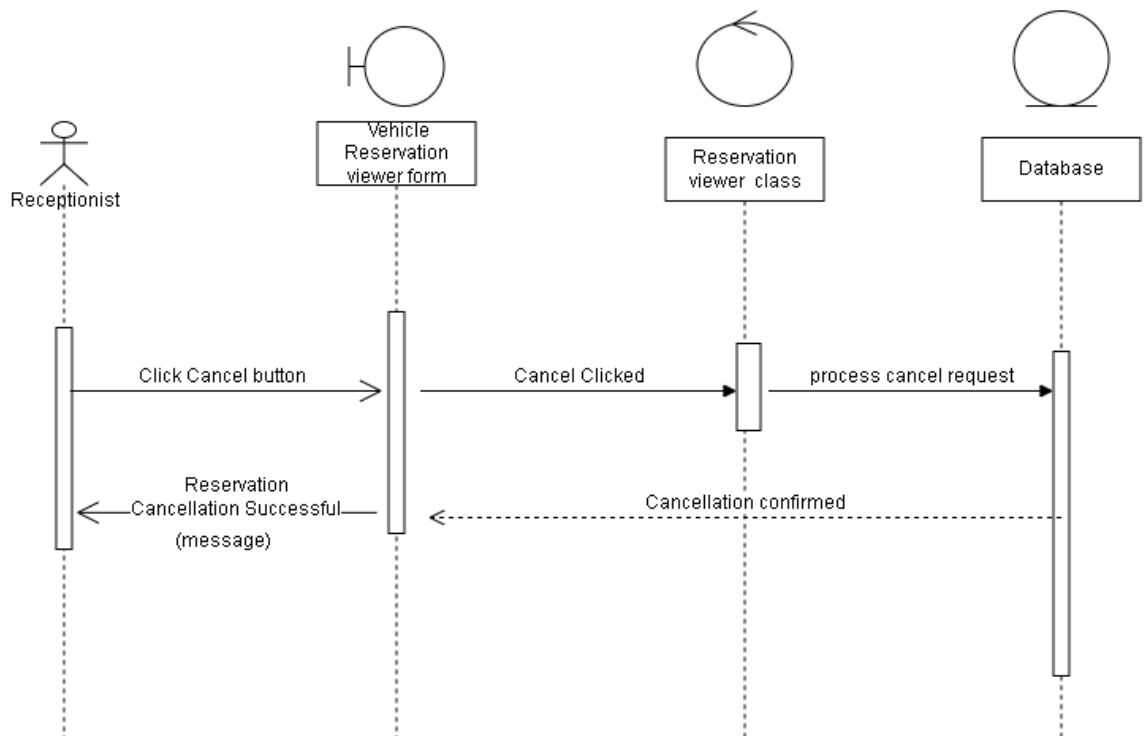 Receptionist
Vehicle
Reservation
viewer form
Reservation
viewer class
Database
Click Cancel button
Cancel Clicked
process cancel request
Reservation
Cancellation Successful
(message)
Cancellation confirmed